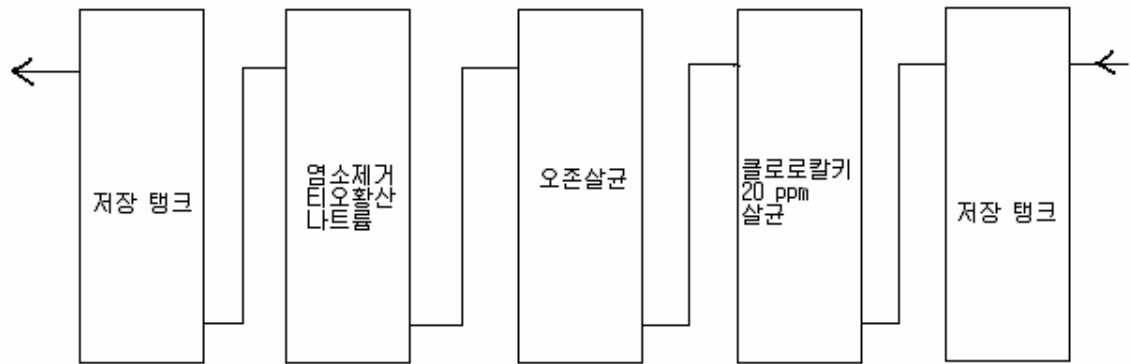 저장 탱크
염소제거
티오황산
나트륨
오존살균
클로로칼키
20 ppm
살균
저장 탱크